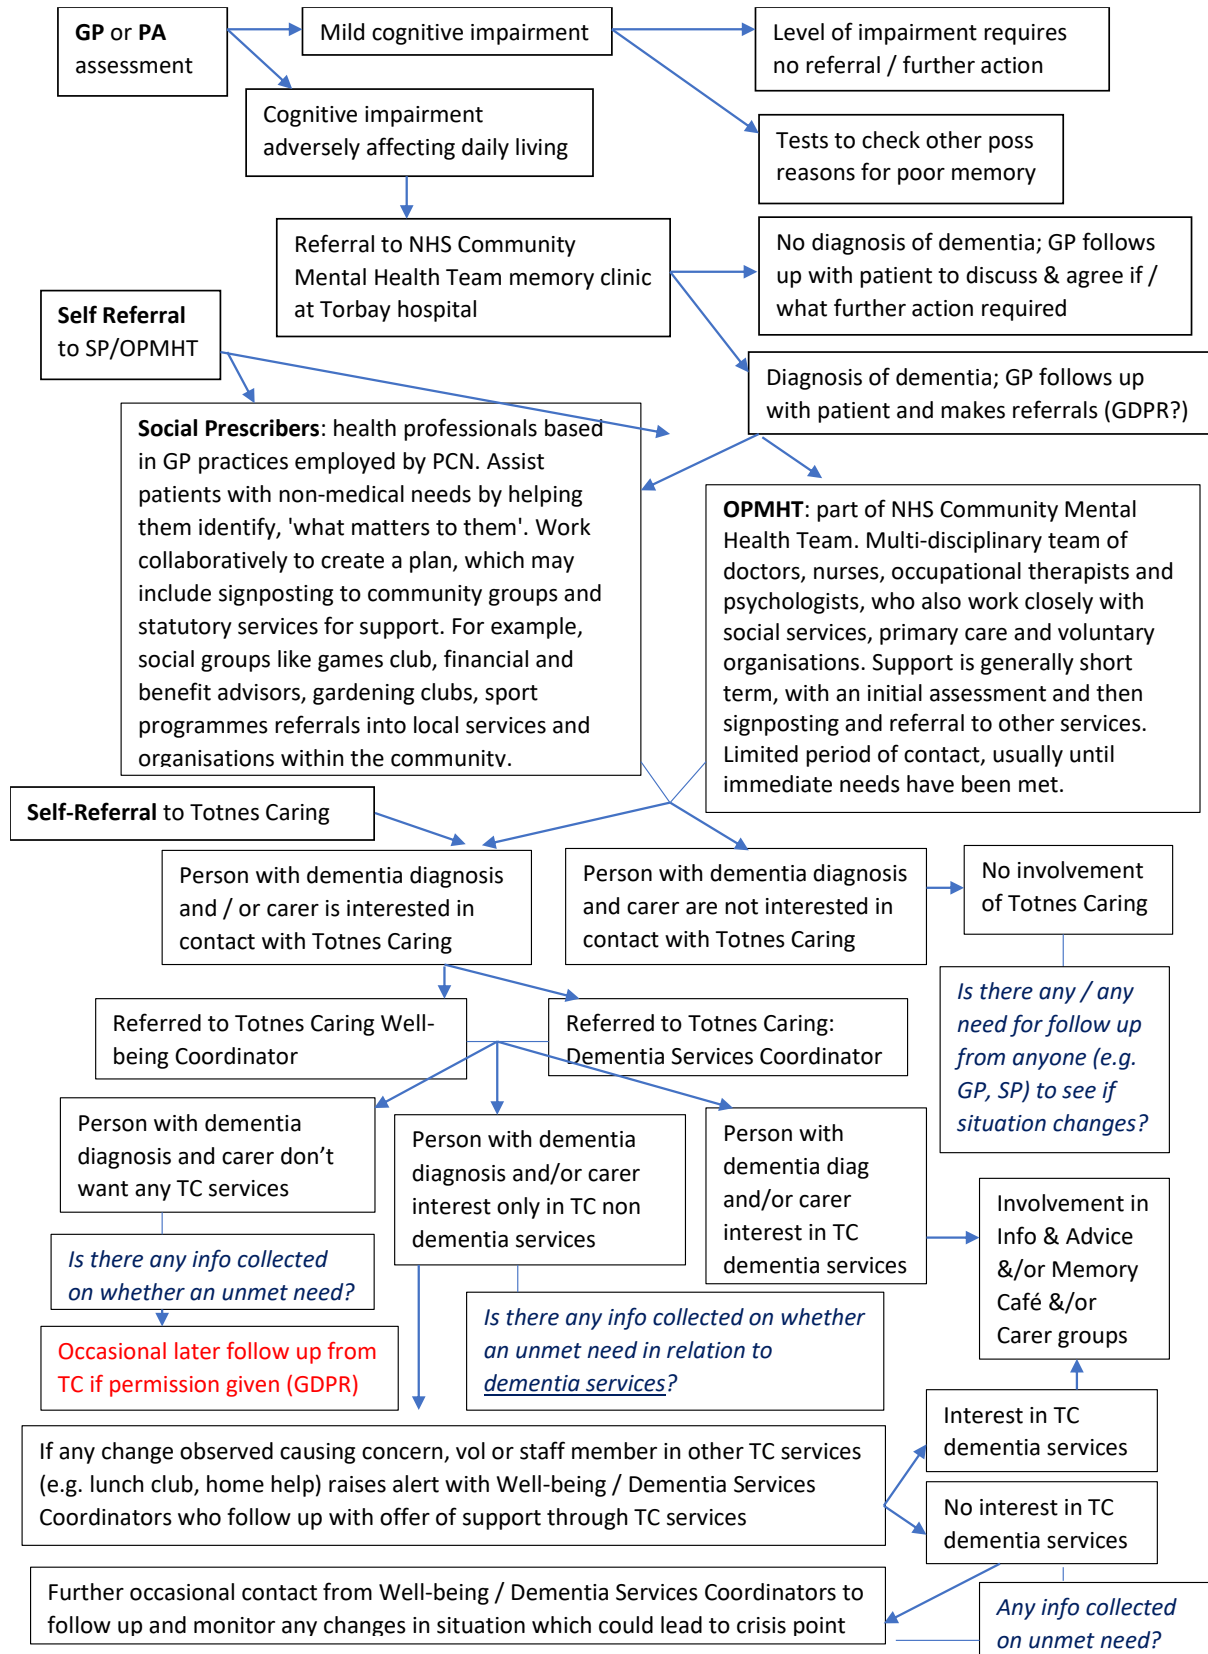 GP or PA
assessment
Mild cognitive impairment
Level of impairment requires
no referral / further action
Cognitive impairment
adversely affecting daily living
Tests to check other poss
reasons for poor memory
Referral to NHS Community
Mental Health Team memory clinic
at Torbay hospital
No diagnosis of dementia; GP follows
up with patient to discuss & agree if /
what further action required
Self Referral
to SP/OPMHT
Diagnosis of dementia; GP follows up
with patient and makes referrals (GDPR?)
Social Prescribers: health professionals based
in GP practices employed by PCN. Assist
patients with non-medical needs by helping
them identify, 'what matters to them'. Work
collaboratively to create a plan, which may
include signposting to community groups and
statutory services for support. For example,
social groups like games club, financial and
benefit advisors, gardening clubs, sport
programmes referrals into local services and
organisations within the community.
OPMHT: part of NHS Community Mental
Health Team. Multi-disciplinary team of
doctors, nurses, occupational therapists and
psychologists, who also work closely with
social services, primary care and voluntary
organisations. Support is generally short
term, with an initial assessment and then
signposting and referral to other services.
Limited period of contact, usually until
immediate needs have been met.
Self-Referral to Totnes Caring
Person with dementia diagnosis
and / or carer is interested in
contact with Totnes Caring
Person with dementia diagnosis
and carer are not interested in
contact with Totnes Caring
No involvement
of Totnes Caring
Is there any / any
need for follow up
from anyone (e.g.
GP, SP) to see if
situation changes?
Referred to Totnes Caring Well-
being Coordinator
Referred to Totnes Caring:
Dementia Services Coordinator
Person with dementia
diagnosis and carer don’t
want any TC services
Person with dementia
diagnosis and/or carer
interest only in TC non
dementia services
Person with
dementia diag
and/or carer
interest in TC
dementia services
Involvement in
Info & Advice
&/or Memory
Café &/or
Carer groups
Is there any info collected
on whether an unmet need?
Occasional later follow up from
TC if permission given (GDPR)
Is there any info collected on whether
an unmet need in relation to
dementia services?
If any change observed causing concern, vol or staff member in other TC services
(e.g. lunch club, home help) raises alert with Well-being / Dementia Services
Coordinators who follow up with offer of support through TC services
Interest in TC
dementia services
No interest in TC
dementia services
Further occasional contact from Well-being / Dementia Services Coordinators to
follow up and monitor any changes in situation which could lead to crisis point
Any info collected
on unmet need?